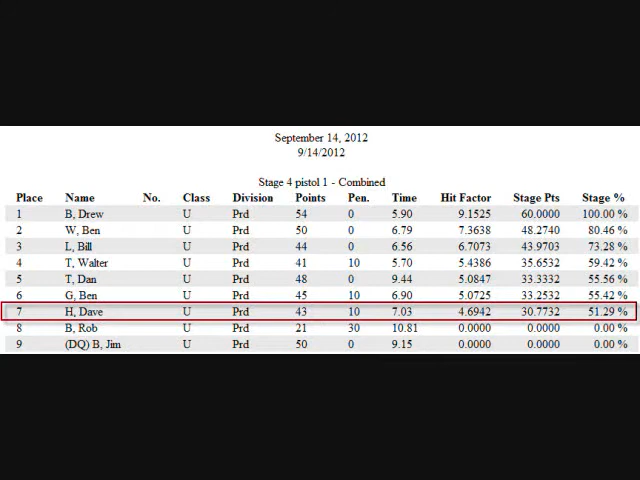 September 14, 2012
9/14/2012
Stage 4 pistol 1 - Combined
Place Name No. Class Division Points Pen. Time Hit Factor Stage Pts Stage %
1 B, Drew U Prd 54 0 5.90 9.1525 60.0000 100.00 %
2 W, Ben U Prd 50 0 6.79 7.3638 48.2740 80.46 %
3 L, Bill U Prd 44 0 6.56 6.7073 43.9703 73.28 %
4 T, Walter U Prd 41 10 5.70 5.4386 35.6532 59.42 %
5 T, Dan U Prd 48 0 9.44 5.0847 33.3332 55.56 %
6 G, Ben U Prd 45 10 6.90 5.0725 33.2532 55.42 %
7 H, Dave U Prd 43 10 7.03 4.6942 30.7732 51.29 %
8 B, Rob U Prd 21 30 10.81 0.0000 0.0000 0.00 %
9 (DQ) B, Jim U Prd 50 0 9.15 0.0000 0.0000 0.00 %